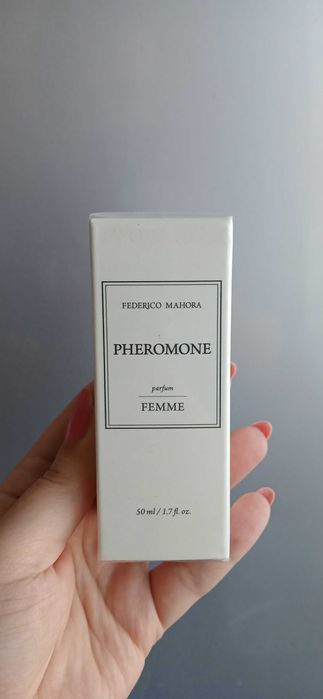 FEDERICO MAHORA
PHEROMONE
parfum
FEMME
50 ml / 1.7 fl. oz.